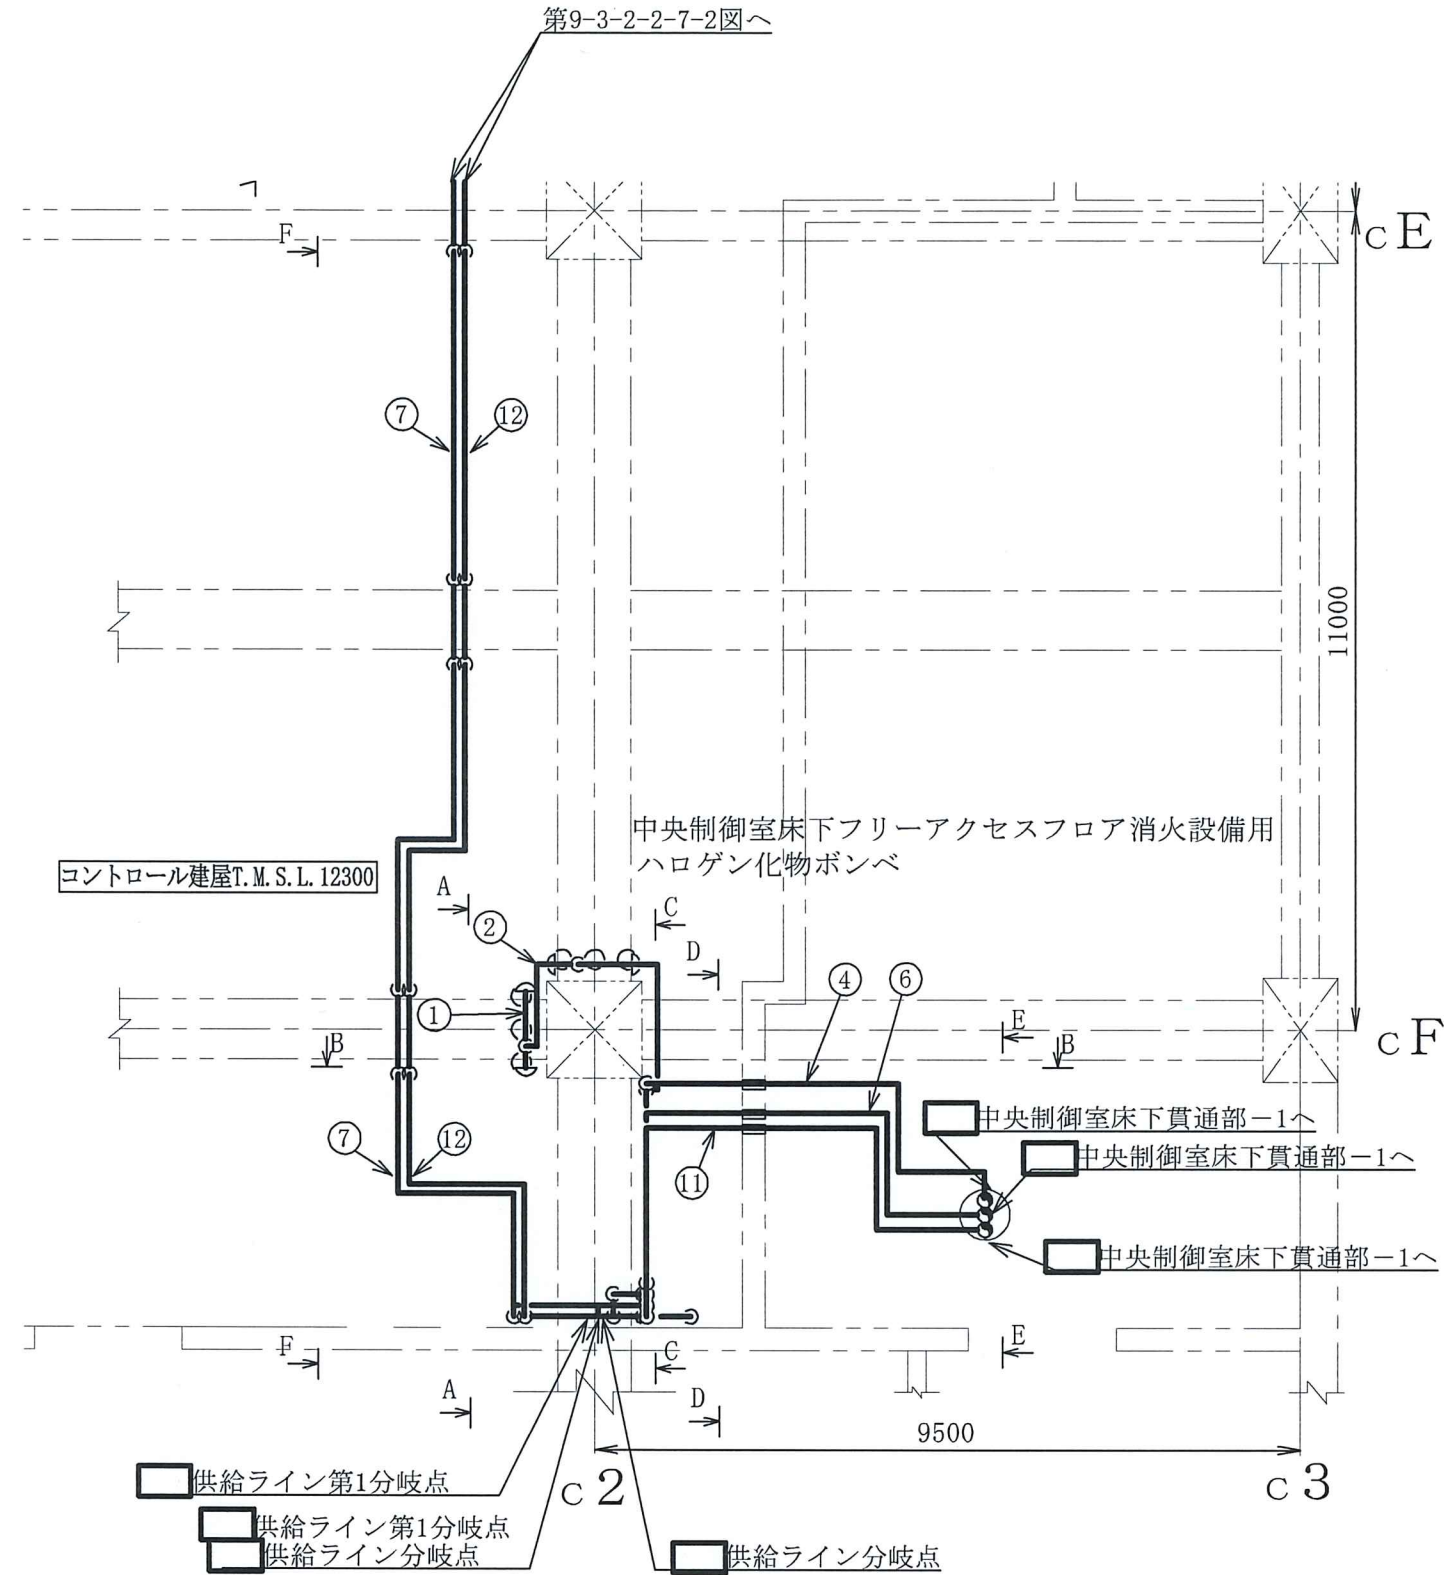 第9-3-2-2-7-2図へ
F
CE
⑦
⑫
11000
中央制御室床下フリーアクセスフロア消火設備用
ハロゲン化物ボンベ
コントロール建屋T.M.S.L.12300
A
②
C
D
④
⑥
①
B
E
B
CF
中央制御室床下貫通部－1へ
⑦
⑫
中央制御室床下貫通部－1へ
⑪
中央制御室床下貫通部－1へ
F
C
E
A
D
9500
供給ライン第1分岐点
C2
C3
供給ライン第1分岐点
供給ライン分岐点
供給ライン分岐点